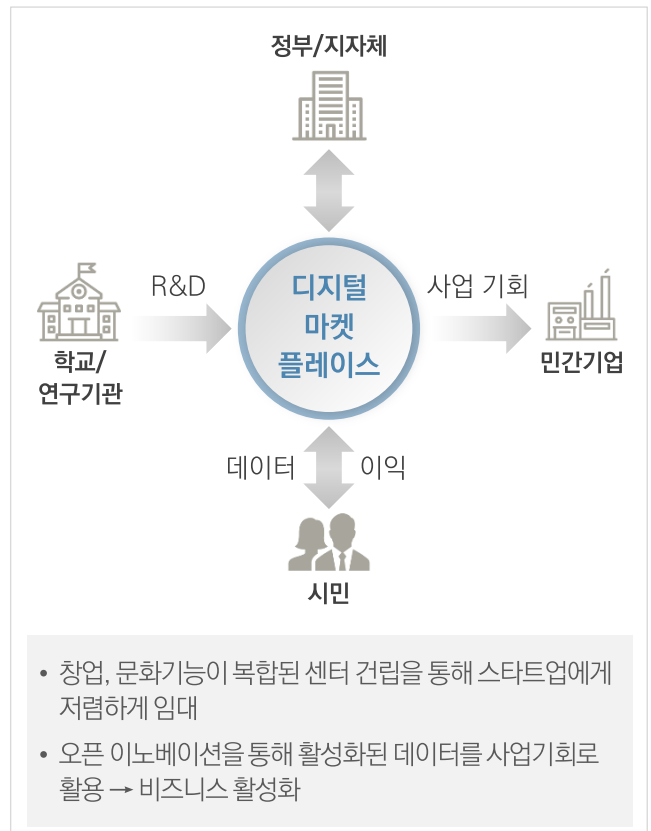 정부/지자체
R&D
디지털
마켓
플레이스
사업 기회
학교/
연구기관
민간기업
데이터
이익
시민
• 창업, 문화기능이 복합된 센터 건립을 통해 스타트업에게
저렴하게 임대
• 오픈 이노베이션을 통해 활성화된 데이터를 사업기회로
활용 → 비즈니스 활성화